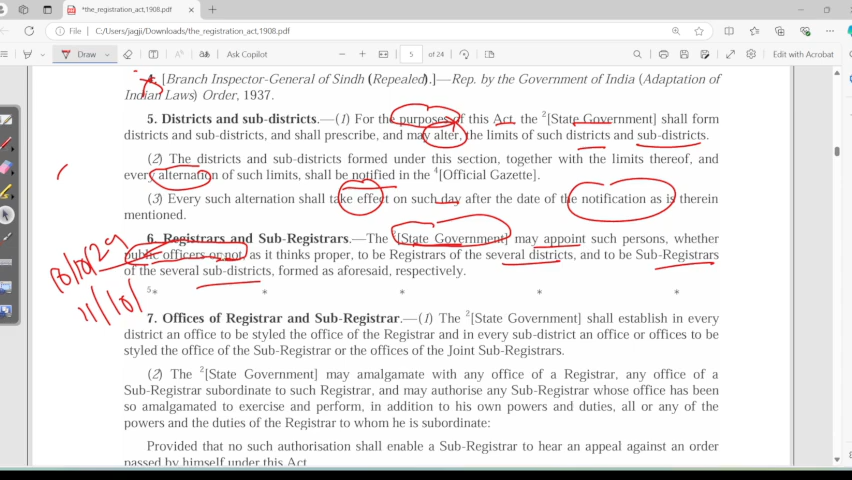 *the_registration_act,1908.pdf
File
C:/Users/jagji/Downloads/the_registration_act,1908.pdf
Draw
Ask Copilot
5
of 24
Edit with Acrobat
4. [Branch Inspector-General of Sindh (Repealed).]—Rep. by the Government of India (Adaptation of
Indian Laws) Order, 1937.
5. Districts and sub-districts.—(1) For the purposes of this Act, the 2[State Government] shall form
districts and sub-districts, and shall prescribe, and may alter, the limits of such districts and sub-districts.
(2) The districts and sub-districts formed under this section, together with the limits thereof, and
every alternation of such limits, shall be notified in the 4[Official Gazette].
(3) Every such alternation shall take effect on such day after the date of the notification as is therein
mentioned.
6. Registrars and Sub-Registrars.—The 2[State Government] may appoint such persons, whether
public officers or not, as it thinks proper, to be Registrars of the several districts, and to be Sub-Registrars
of the several sub-districts, formed as aforesaid, respectively.
10/10/29
11/10/
5* * * * *
7. Offices of Registrar and Sub-Registrar.—(1) The 2[State Government] shall establish in every
district an office to be styled the office of the Registrar and in every sub-district an office or offices to be
styled the office of the Sub-Registrar or the offices of the Joint Sub-Registrars.
(2) The 2[State Government] may amalgamate with any office of a Registrar, any office of a
Sub-Registrar subordinate to such Registrar, and may authorise any Sub-Registrar whose office has been
so amalgamated to exercise and perform, in addition to his own powers and duties, all or any of the
powers and the duties of the Registrar to whom he is subordinate:
Provided that no such authorisation shall enable a Sub-Registrar to hear an appeal against an order
passed by himself under this Act.